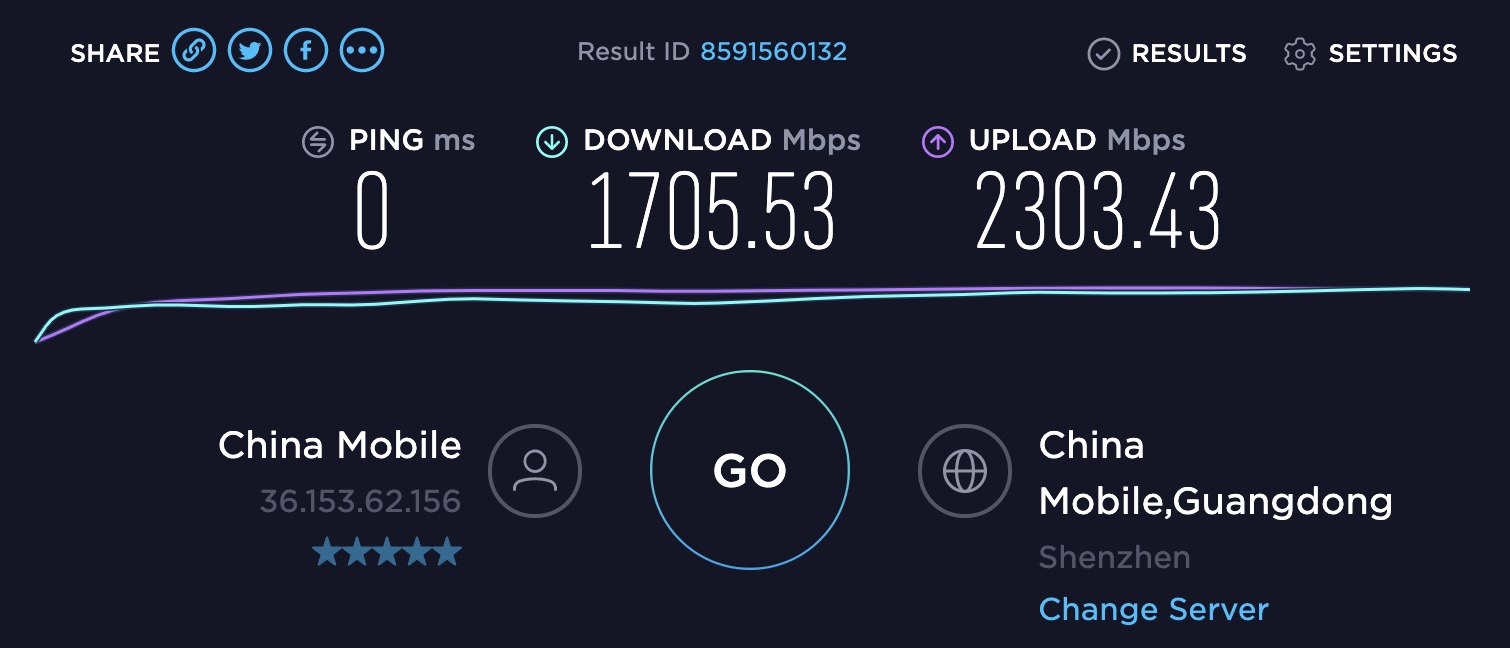 SHARE
Result ID 8591560132
RESULTS
SETTINGS
PING ms
0
DOWNLOAD Mbps
1705.53
UPLOAD Mbps
2303.43
China Mobile
36.153.62.156
GO
China
Mobile,Guangdong
Shenzhen
Change Server